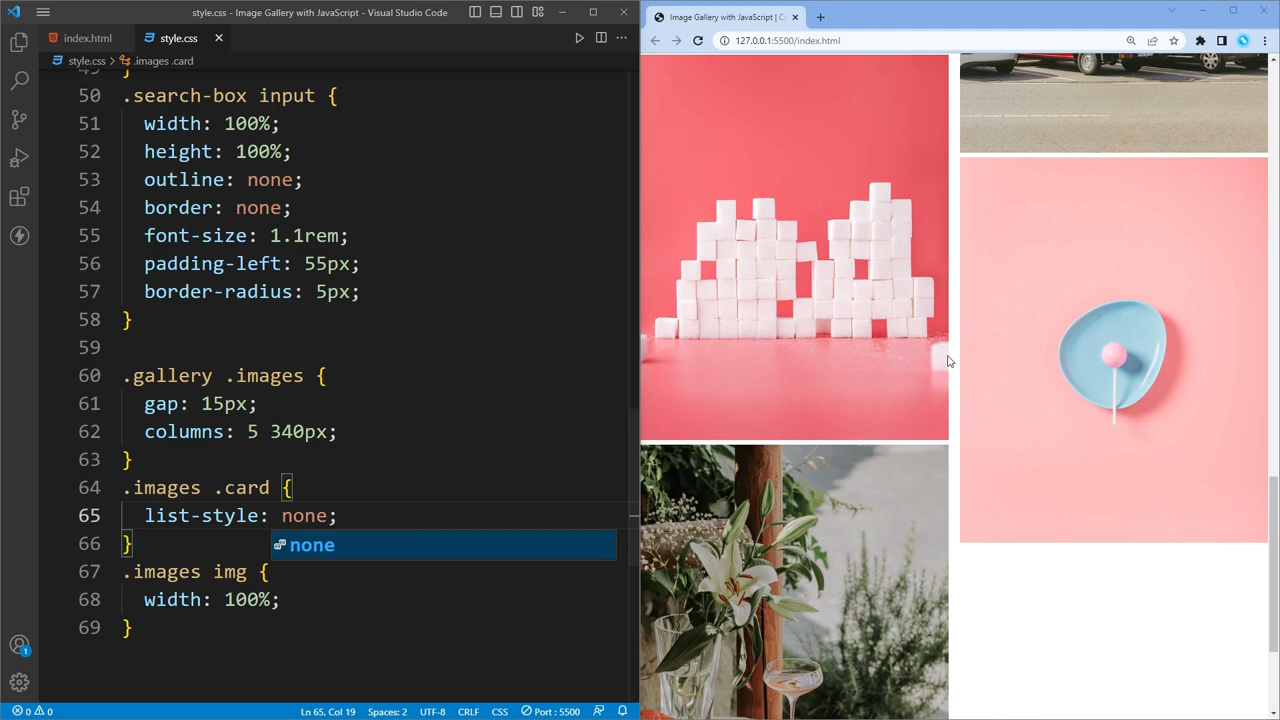 style.css - Image Gallery with JavaScript - Visual Studio Code
index.html
style.css
style.css > .images .card
49 }
50 .search-box input {
51 width: 100%;
52 height: 100%;
53 outline: none;
54 border: none;
55 font-size: 1.1rem;
56 padding-left: 55px;
57 border-radius: 5px;
58 }
59
60 .gallery .images {
61 gap: 15px;
62 columns: 5 340px;
63 }
64 .images .card {
65 list-style: none;
66 }
none
67 .images img {
68 width: 100%;
69 }
1
0 0
Ln 65, Col 19
Spaces: 2
UTF-8
CRLF
CSS
Port : 5500
Image Gallery with JavaScript | C
127.0.0.1:5500/index.html